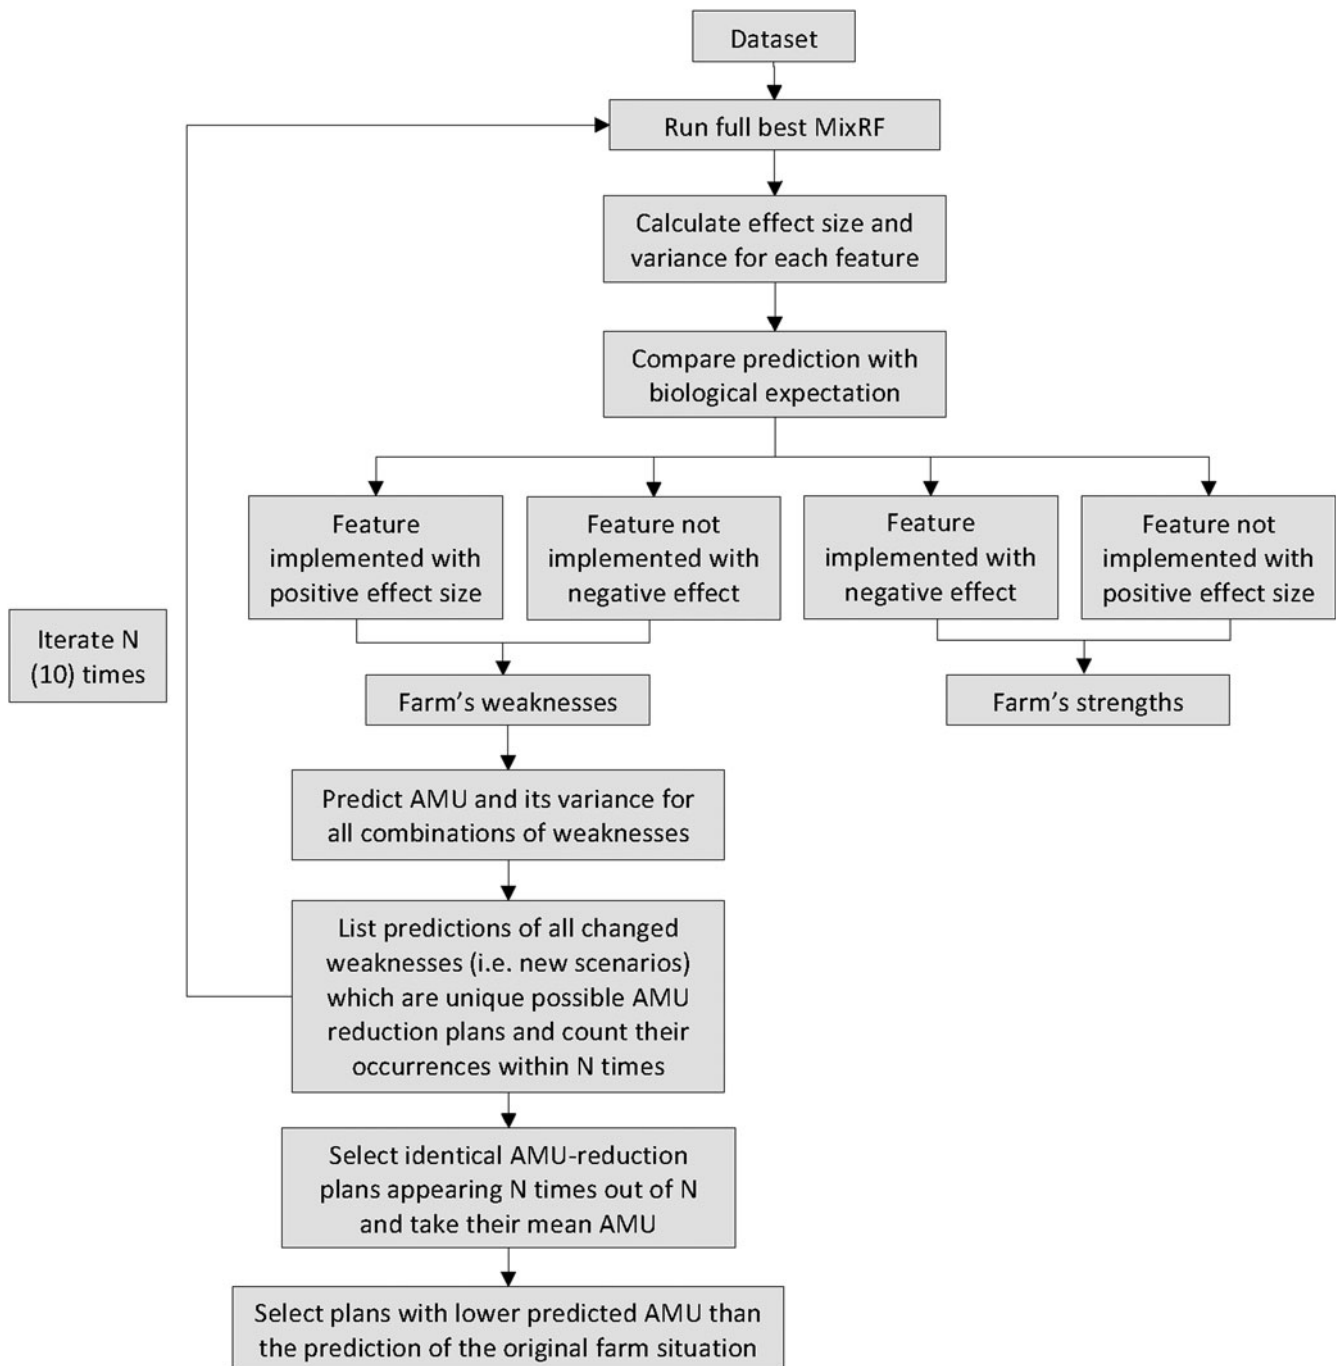 Dataset
Run full best MixRF
Calculate effect size and
variance for each feature
Compare prediction with
biological expectation
Feature
implemented with
positive effect size
Feature not
implemented with
negative effect
Feature
implemented with
negative effect
Feature not
implemented with
positive effect size
Iterate N
(10) times
Farm’s weaknesses
Farm’s strengths
Predict AMU and its variance for
all combinations of weaknesses
List predictions of all changed
weaknesses (i.e. new scenarios)
which are unique possible AMU
reduction plans and count their
occurrences within N times
Select identical AMU-reduction
plans appearing N times out of N
and take their mean AMU
Select plans with lower predicted AMU than
the prediction of the original farm situation